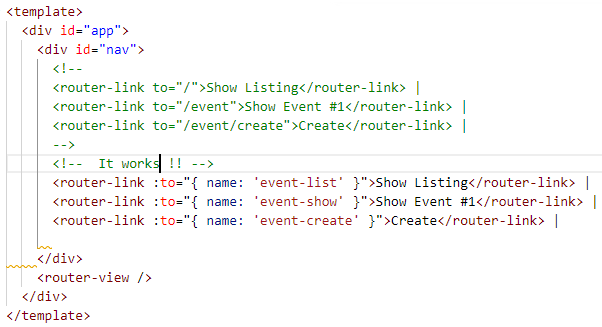 <template>
<div id="app">
<div id="nav">
<!--
<router-link to="/">Show Listing</router-link> |
<router-link to="/event">Show Event #1</router-link> |
<router-link to="/event/create">Create</router-link> |
-->
<!--  It works !! -->
<router-link :to="{ name: 'event-list' }">Show Listing</router-link> |
<router-link :to="{ name: 'event-show' }">Show Event #1</router-link> |
<router-link :to="{ name: 'event-create' }">Create</router-link> |
</div>
<router-view />
</div>
</template>